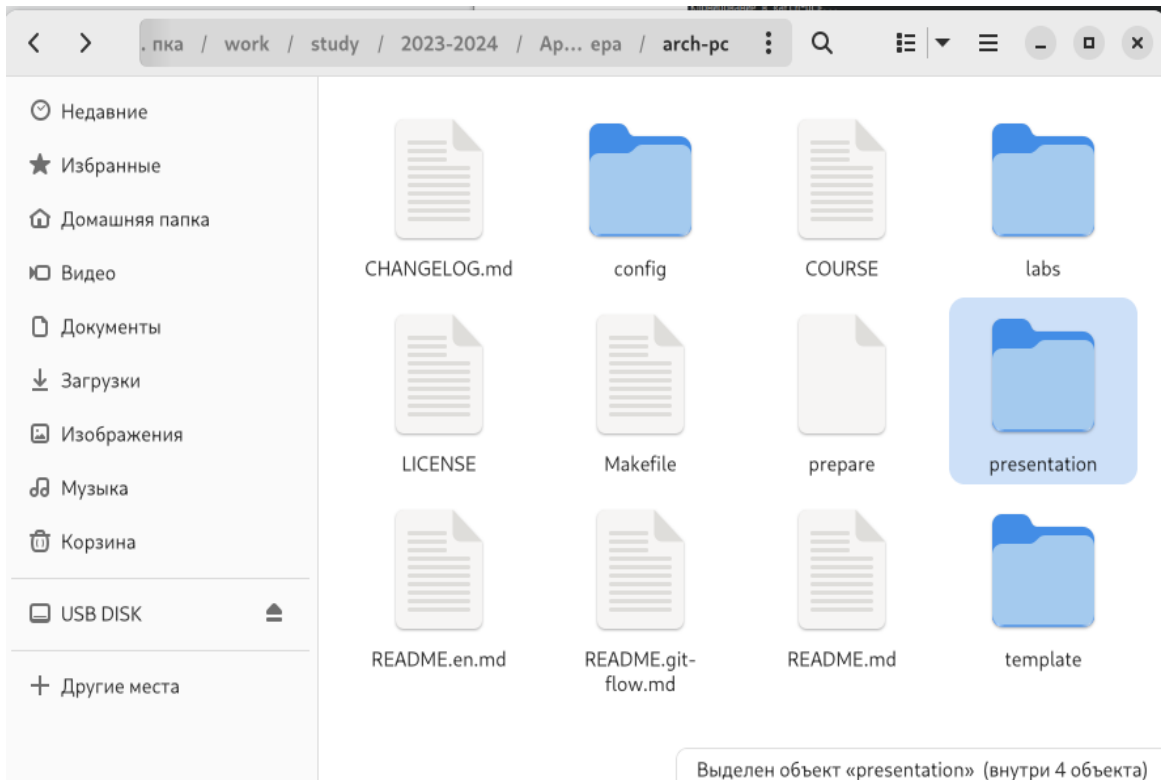 . пка / work / study / 2023-2024 / Ар... ера / arch-pc
Недавние
Избранные
Домашняя папка
Видео
Документы
Загрузки
Изображения
Музыка
Корзина
USB DISK
Другие места
CHANGELOG.md
config
COURSE
labs
LICENSE
Makefile
prepare
presentation
README.en.md
README.git-
flow.md
README.md
template
Выделен объект «presentation» (внутри 4 объекта)